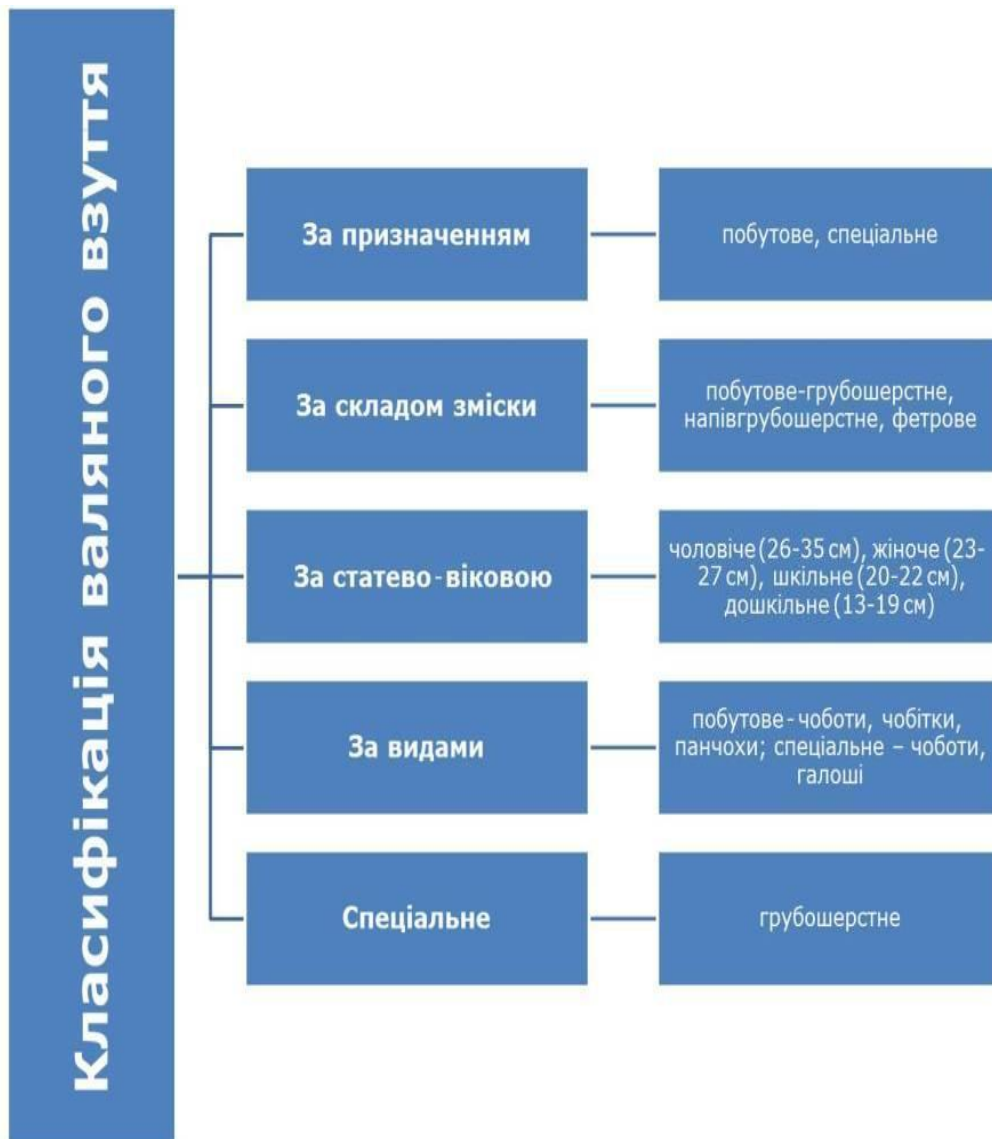 Класифікація валяного взуття
За призначенням
побутове, спеціальне
За складом зміски
побутове-грубошерстне,
напівгрубошерстне, фетрове
За статево-віковою
чоловіче (26-35 см), жіноче (23-
27 см), шкільне (20-22 см),
дошкільне (13-19 см)
За видами
побутове - чоботи, чобітки,
панчохи; спеціальне – чоботи,
галоші
Спеціальне
грубошерстне